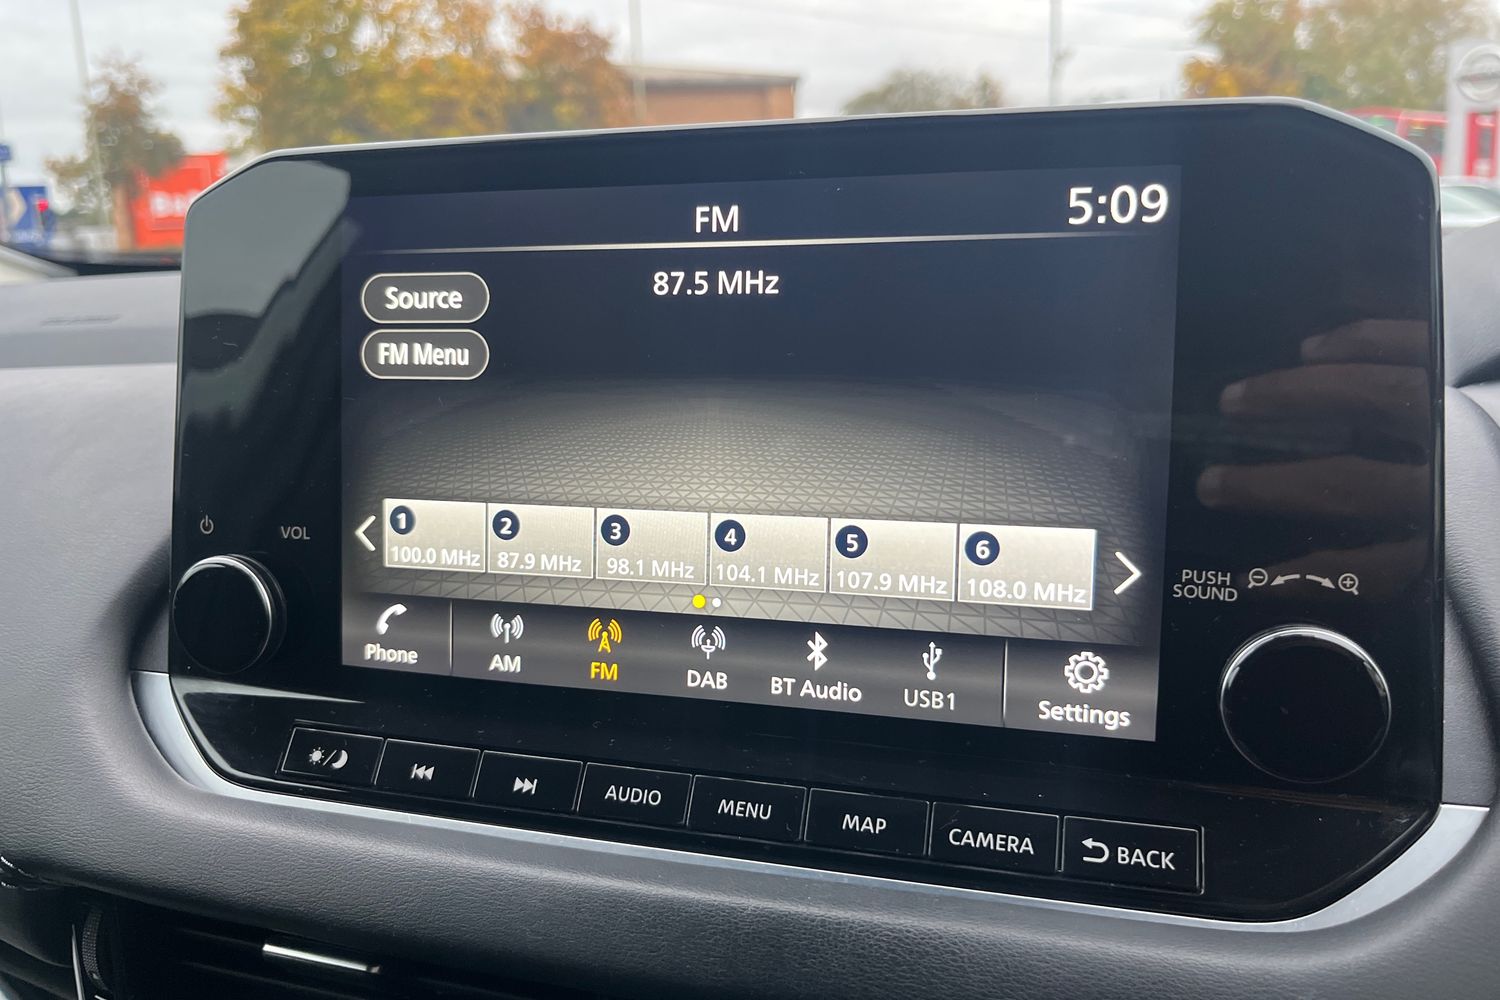 FM
5:09
87.5 MHz
Source
FM Menu
1 2 3 4 5 6
100.0 MHz 87.9 MHz 98.1 MHz 104.1 MHz 107.9 MHz 108.0 MHz
Phone AM FM DAB BT Audio USB1 Settings
VOL
PUSH
SOUND
AUDIO MENU MAP CAMERA BACK